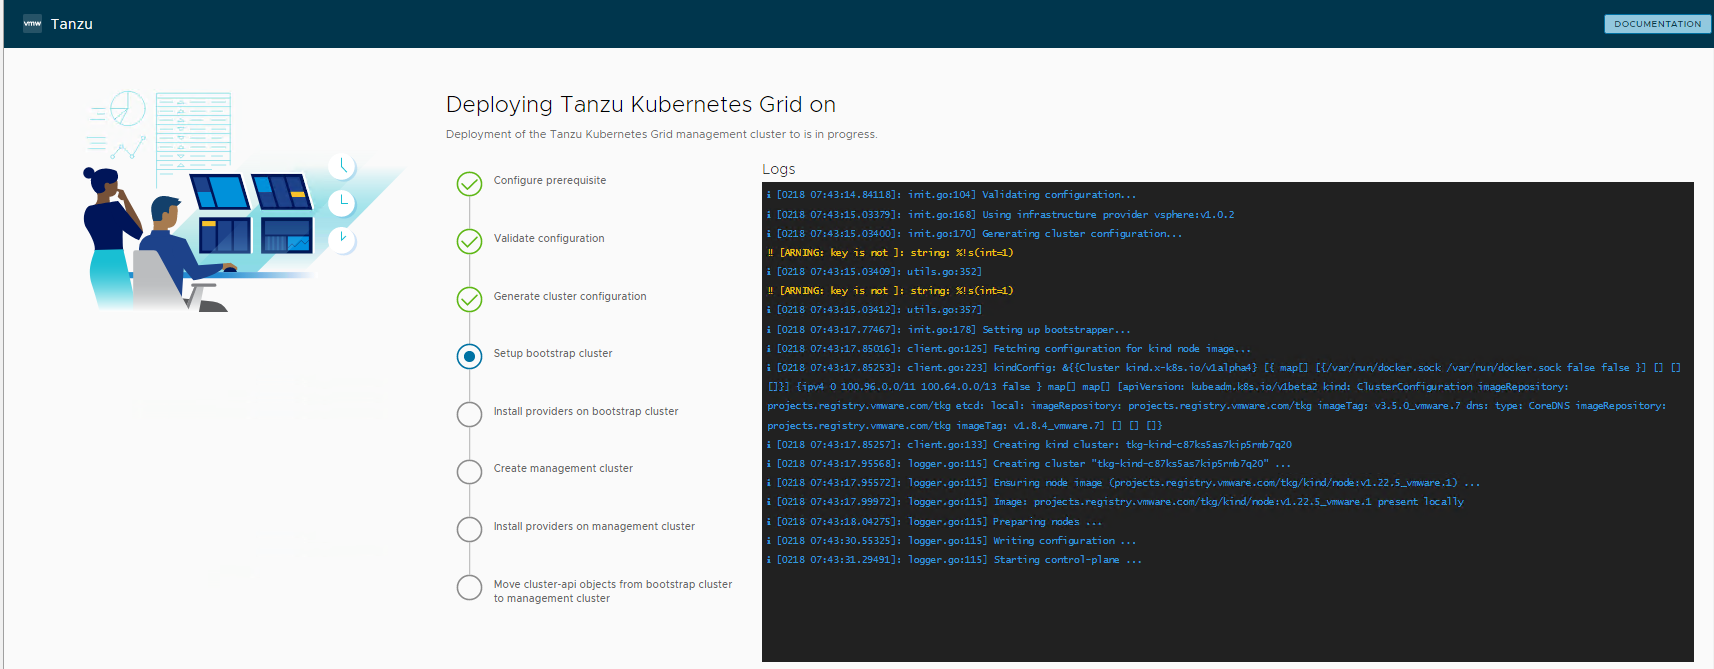 vmw Tanzu
DOCUMENTATION
Deploying Tanzu Kubernetes Grid on
Deployment of the Tanzu Kubernetes Grid management cluster to is in progress.
Configure prerequisite
Validate configuration
Generate cluster configuration
Setup bootstrap cluster
Install providers on bootstrap cluster
Create management cluster
Install providers on management cluster
Move cluster-api objects from bootstrap cluster
to management cluster
Logs
ℹ [0218 07:43:14.84118]: init.go:104] Validating configuration...
ℹ [0218 07:43:15.03379]: init.go:168] Using infrastructure provider vsphere:v1.0.2
ℹ [0218 07:43:15.03400]: init.go:170] Generating cluster configuration...
‼ [ARNING: key is not ]: string: %!s(int=1)
ℹ [0218 07:43:15.03409]: utils.go:352]
‼ [ARNING: key is not ]: string: %!s(int=1)
ℹ [0218 07:43:15.03412]: utils.go:357]
ℹ [0218 07:43:17.77467]: init.go:178] Setting up bootstrapper...
ℹ [0218 07:43:17.85016]: client.go:125] Fetching configuration for kind node image...
ℹ [0218 07:43:17.85253]: client.go:223] kindConfig: &{{Cluster kind.x-k8s.io/v1alpha4} [{ map[] [{/var/run/docker.sock /var/run/docker.sock false false }] [] []
[]}] {ipv4 0 100.96.0.0/11 100.64.0.0/13 false } map[] map[] [apiVersion: kubeadm.k8s.io/v1beta2 kind: ClusterConfiguration imageRepository:
projects.registry.vmware.com/tkg etcd: local: imageRepository: projects.registry.vmware.com/tkg imageTag: v3.5.0_vmware.7 dns: type: CoreDNS imageRepository:
projects.registry.vmware.com/tkg imageTag: v1.8.4_vmware.7] [] [] []}
ℹ [0218 07:43:17.85257]: client.go:133] Creating kind cluster: tkg-kind-c87ks5as7kip5rmb7q20
ℹ [0218 07:43:17.95568]: logger.go:115] Creating cluster "tkg-kind-c87ks5as7kip5rmb7q20" ...
ℹ [0218 07:43:17.95572]: logger.go:115] Ensuring node image (projects.registry.vmware.com/tkg/kind/node:v1.22.5_vmware.1) ...
ℹ [0218 07:43:17.99972]: logger.go:115] Image: projects.registry.vmware.com/tkg/kind/node:v1.22.5_vmware.1 present locally
ℹ [0218 07:43:18.04275]: logger.go:115] Preparing nodes ...
ℹ [0218 07:43:30.55325]: logger.go:115] Writing configuration ...
ℹ [0218 07:43:31.29491]: logger.go:115] Starting control-plane ...